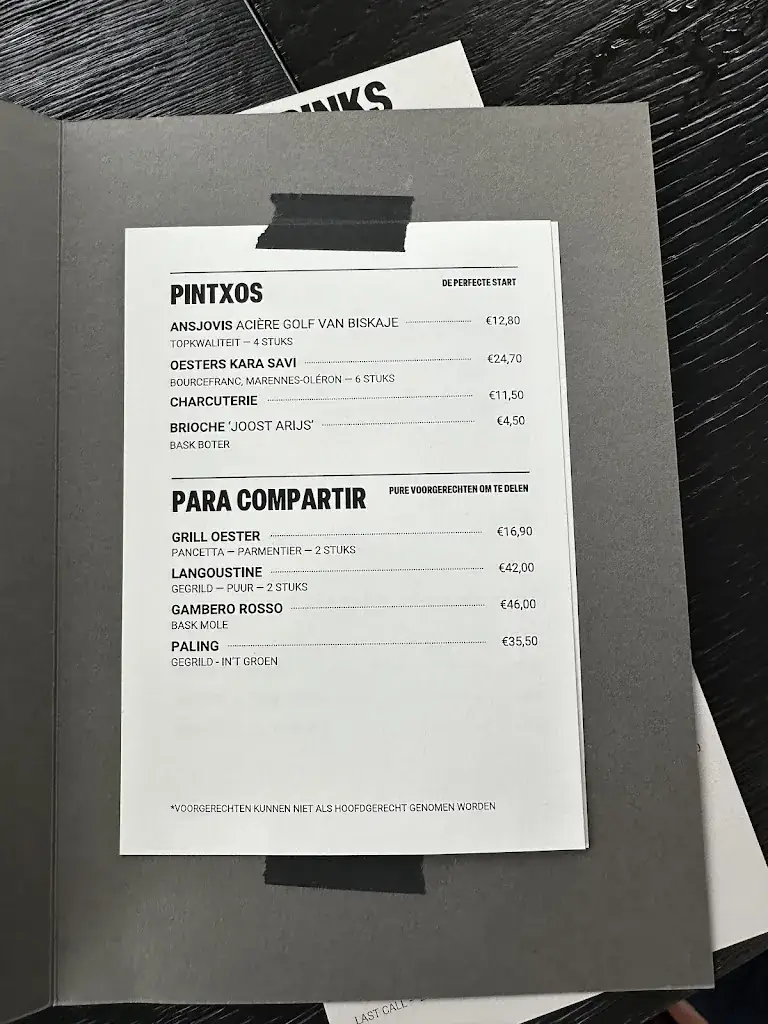 PINTXOS
DE PERFECTE START
ANSJOVIS ACIÈRE GOLF VAN BISKAJE €12,80
TOPKWALITEIT — 4 STUKS
OESTERS KARA SAVI €24,70
BOURCEFRANC, MARENNES-OLÉRON — 6 STUKS
CHARCUTERIE €11,50
BRIOCHE 'JOOST ARIJS' €4,50
BASK BOTER
PARA COMPARTIR
PURE VOORGERECHTEN OM TE DELEN
GRILL OESTER €16,90
PANCETTA — PARMENTIER — 2 STUKS
LANGOUSTINE €42,00
GEGRILD — PUUR — 2 STUKS
GAMBERO ROSSO €46,00
BASK MOLE
PALING €35,50
GEGRILD - IN'T GROEN
*VOORGERECHTEN KUNNEN NIET ALS HOOFDGERECHT GENOMEN WORDEN
LAST CALL -